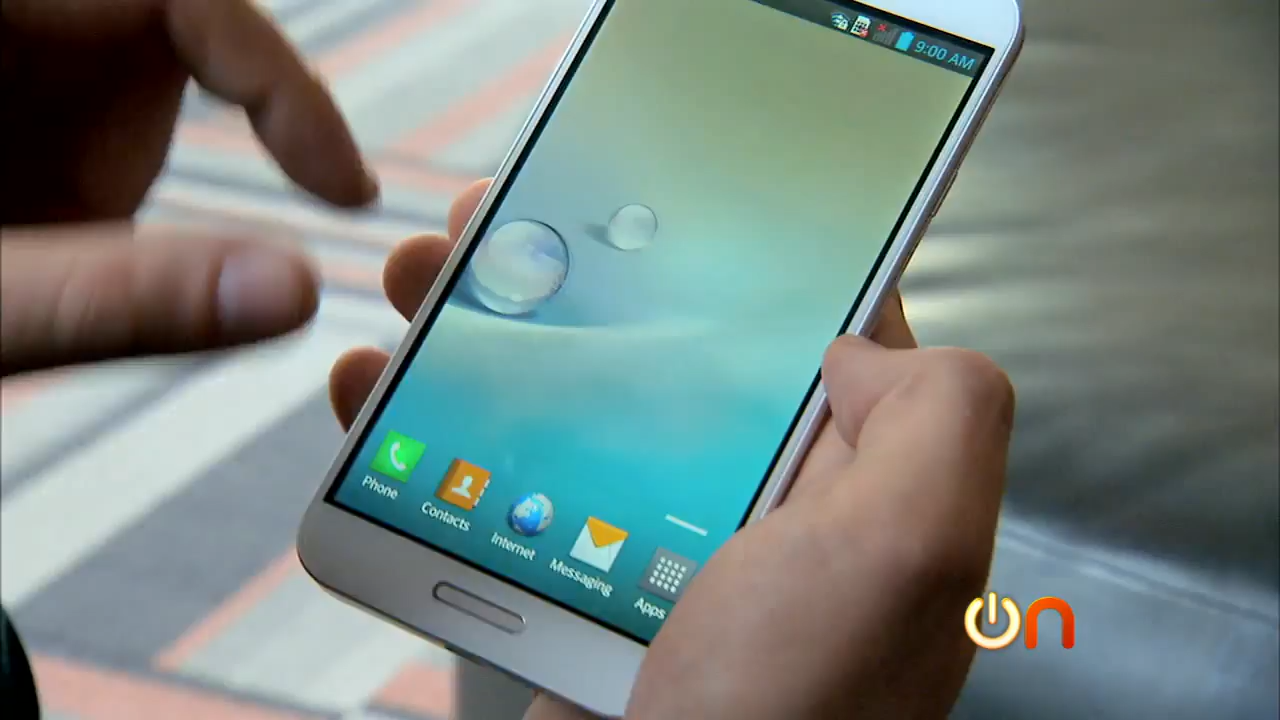 9:00 AM
Phone
Contacts
Internet
Messaging
Apps
on